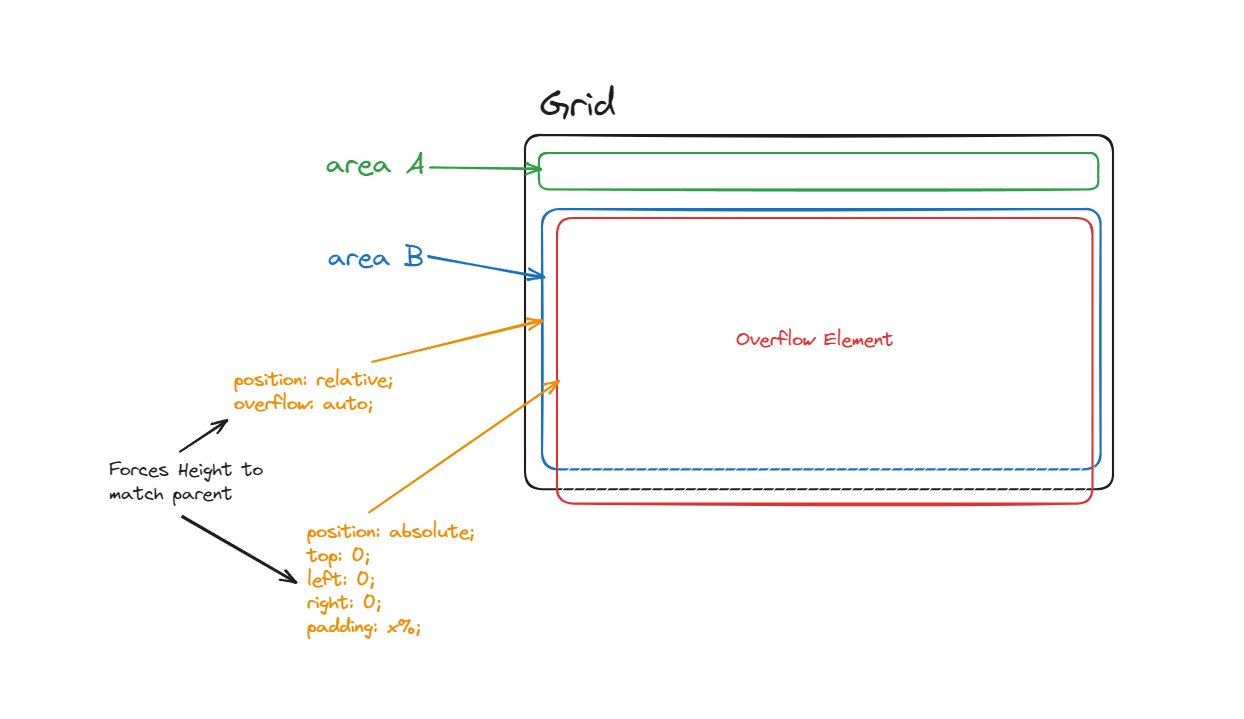 Grid
area A
area B
Overflow Element
position: relative;
overflow: auto;
Forces Height to
match parent
position: absolute;
top: 0;
left: 0;
right: 0;
padding: x%;